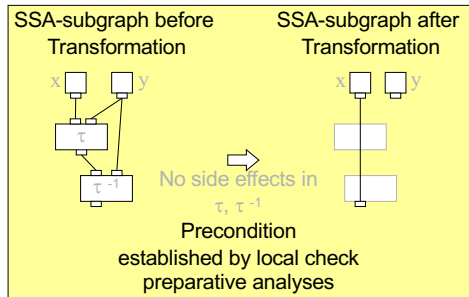 SSA-subgraph before
Transformation
SSA-subgraph after
Transformation
x y
x y
τ
τ -1
No side effects in
τ, τ -1
Precondition
established by local check
preparative analyses